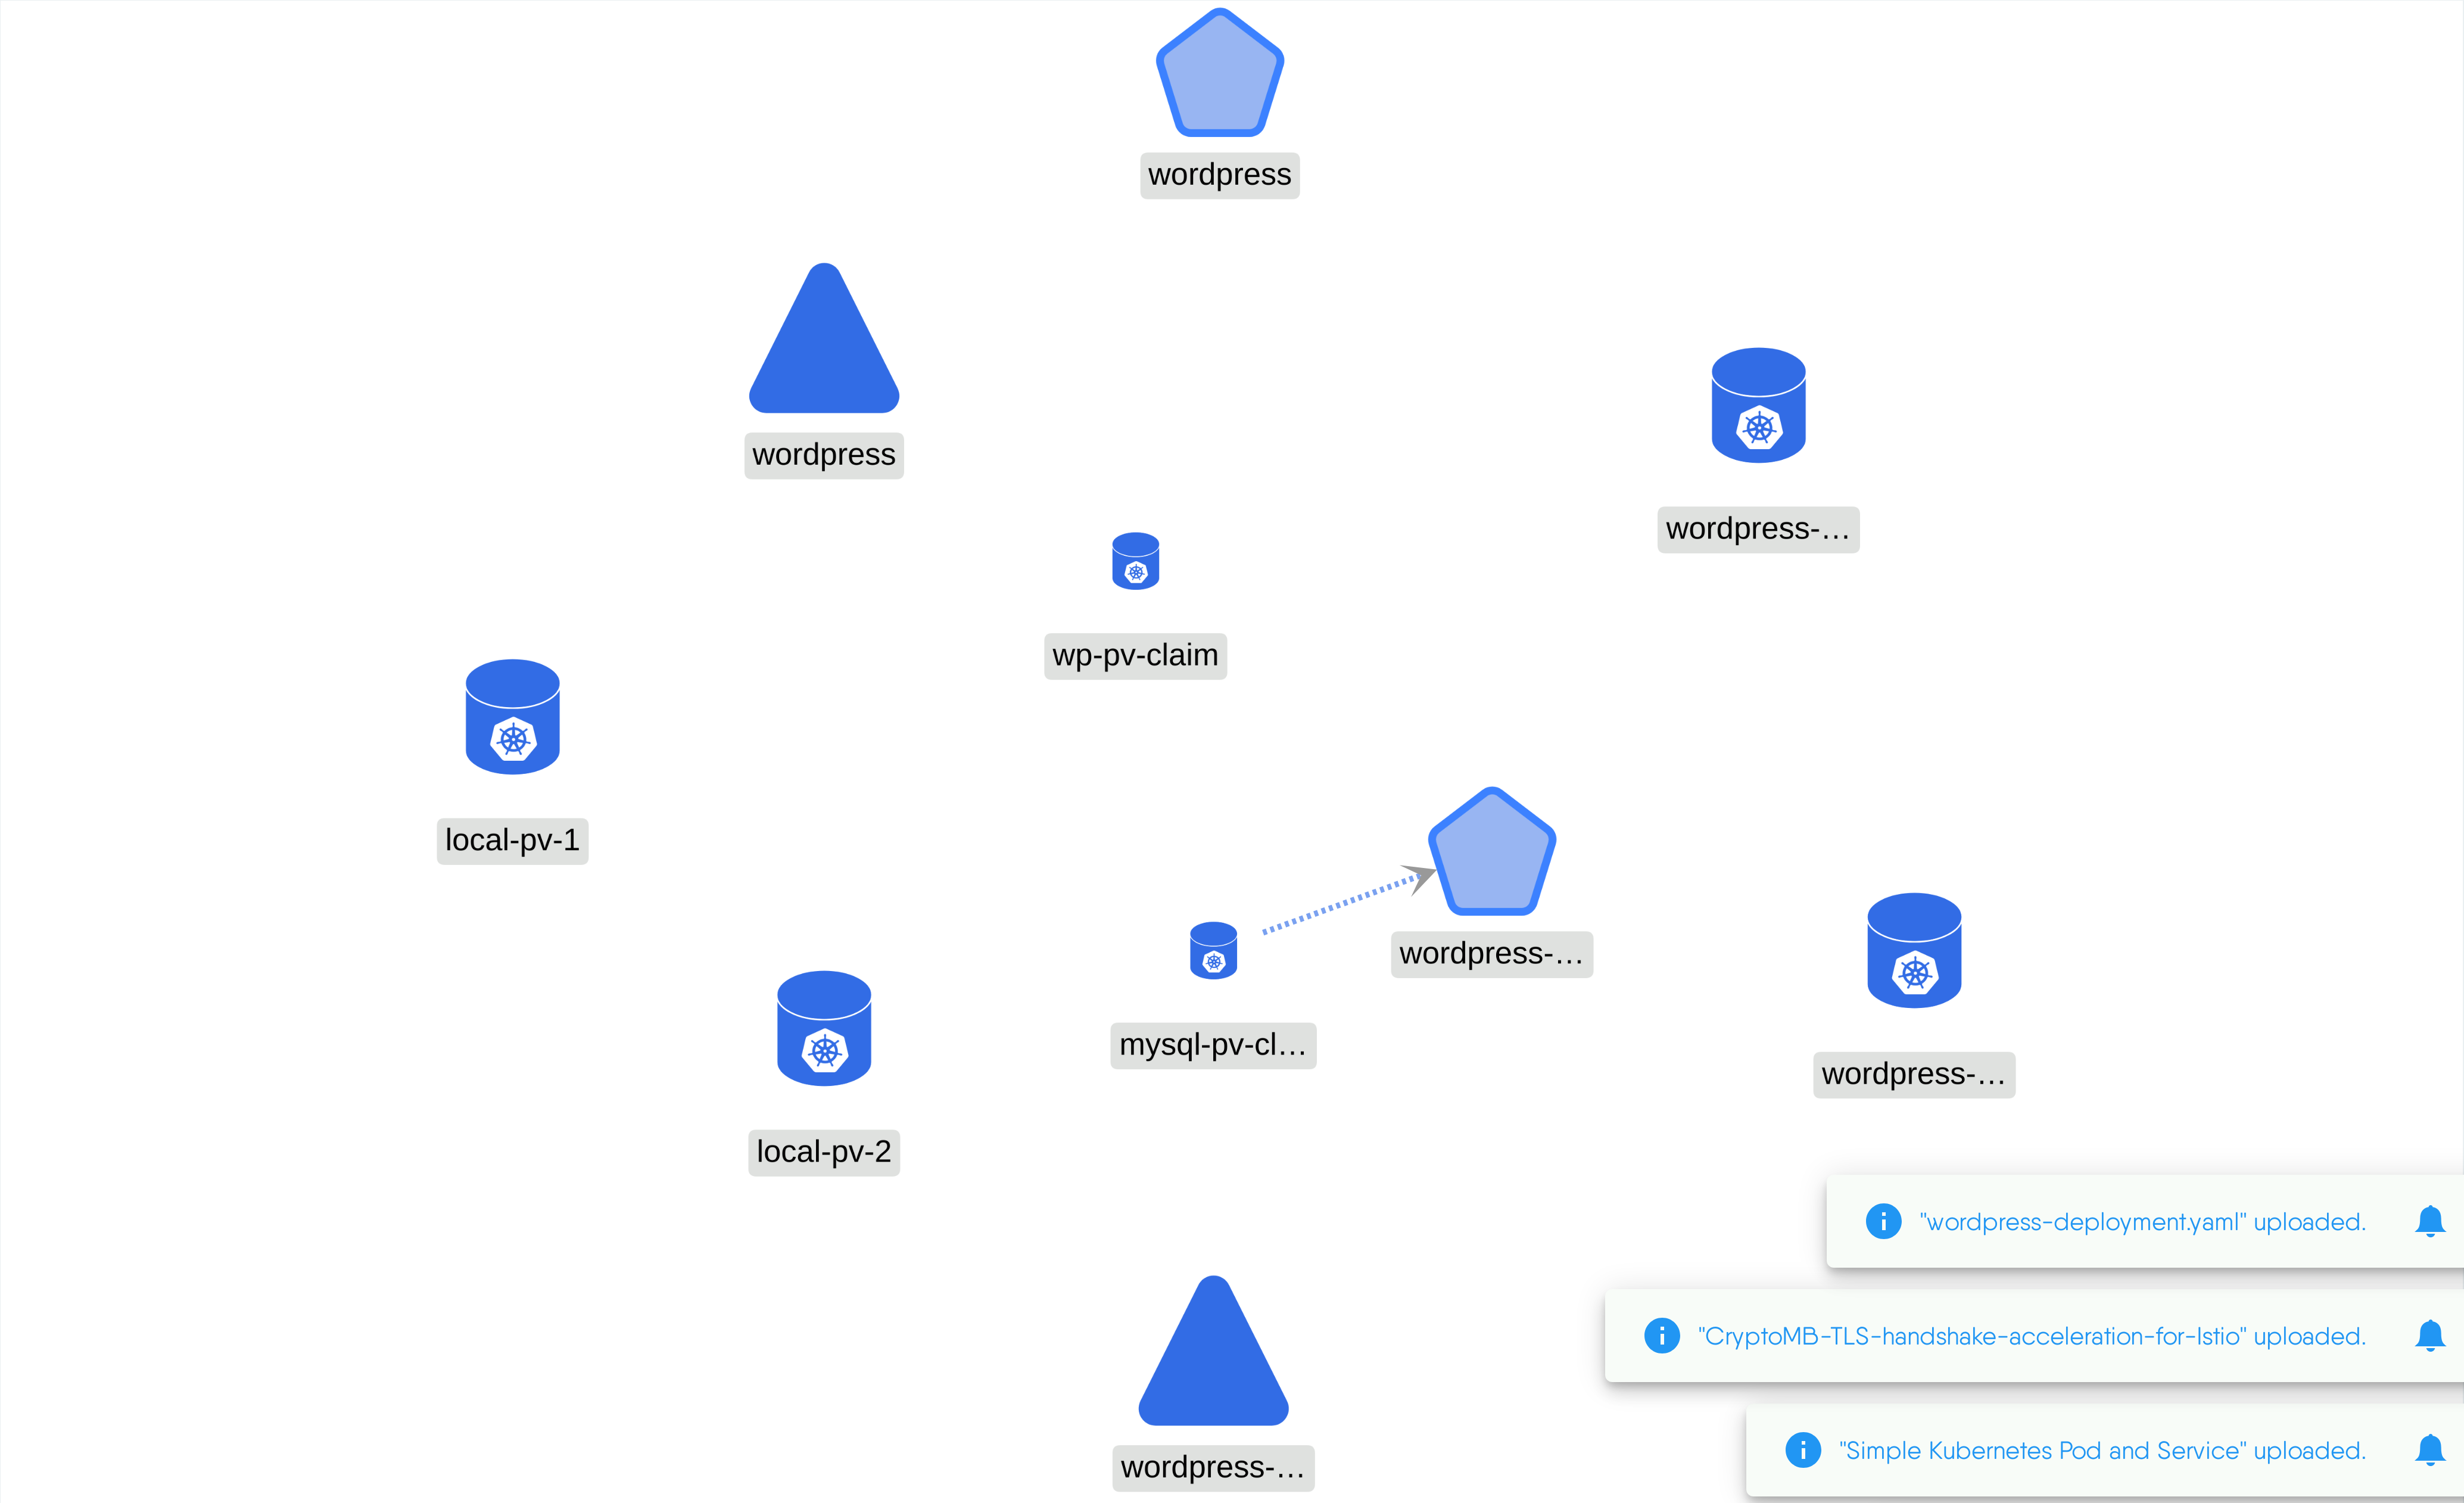 wordpress
wordpress
wordpress-...
wp-pv-claim
local-pv-1
wordpress-...
mysql-pv-cl...
wordpress-...
local-pv-2
"wordpress-deployment.yaml" uploaded.
"CryptoMB-TLS-handshake-acceleration-for-Istio" uploaded.
"Simple Kubernetes Pod and Service" uploaded.
wordpress-...